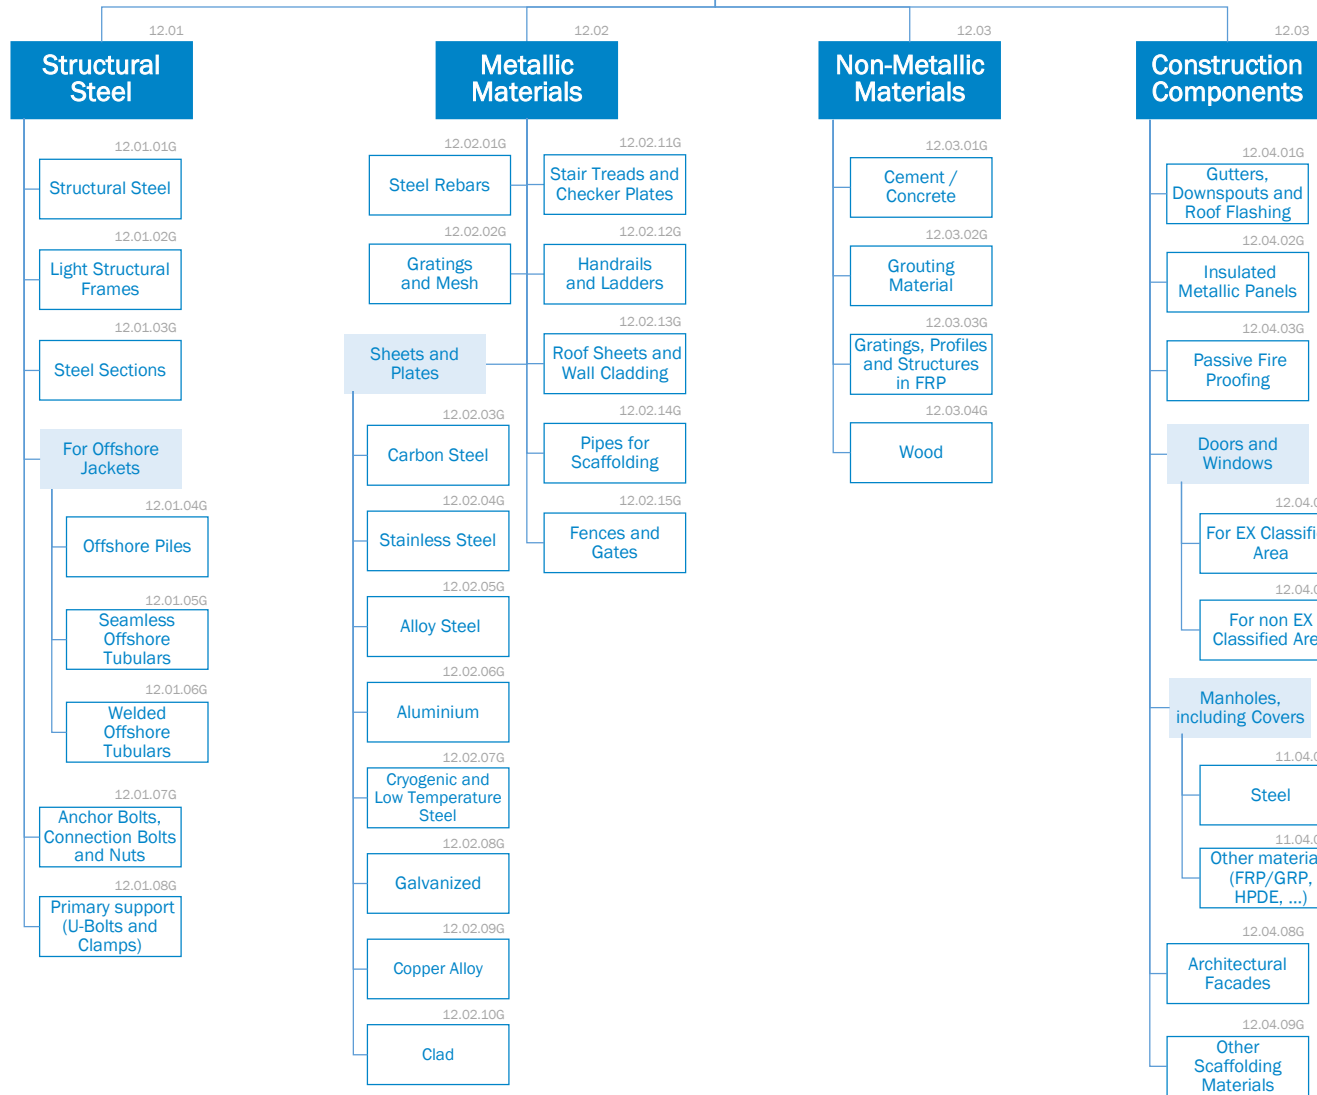 12.01
Structural
Steel
12.01.01G
Structural Steel
12.01.02G
Light Structural
Frames
12.01.03G
Steel Sections
For Offshore
Jackets
12.01.04G
Offshore Piles
12.01.05G
Seamless
Offshore
Tubulars
12.01.06G
Welded
Offshore
Tubulars
12.01.07G
Anchor Bolts,
Connection Bolts
and Nuts
12.01.08G
Primary support
(U-Bolts and
Clamps)
12.02
Metallic
Materials
12.02.01G
Steel Rebars
12.02.02G
Gratings
and Mesh
Sheets and
Plates
12.02.03G
Carbon Steel
12.02.04G
Stainless Steel
12.02.05G
Alloy Steel
12.02.06G
Aluminium
12.02.07G
Cryogenic and
Low Temperature
Steel
12.02.08G
Galvanized
12.02.09G
Copper Alloy
12.02.10G
Clad
12.02.11G
Stair Treads and
Checker Plates
12.02.12G
Handrails
and Ladders
12.02.13G
Roof Sheets and
Wall Cladding
12.02.14G
Pipes for
Scaffolding
12.02.15G
Fences and
Gates
12.03
Non-Metallic
Materials
12.03.01G
Cement /
Concrete
12.03.02G
Grouting
Material
12.03.03G
Gratings, Profiles
and Structures
in FRP
12.03.04G
Wood
12.03
Construction
Components
12.04.01G
Gutters,
Downspouts and
Roof Flashing
12.04.02G
Insulated
Metallic Panels
12.04.03G
Passive Fire
Proofing
Doors and
Windows
For EX
Area
For non EX
Classified
Manholes,
including Covers
Steel
Other
(FRP/GRP,
HPDE, ...)
12.04.08G
Architectural
Facades
12.04.09G
Other
Scaffolding
Materials